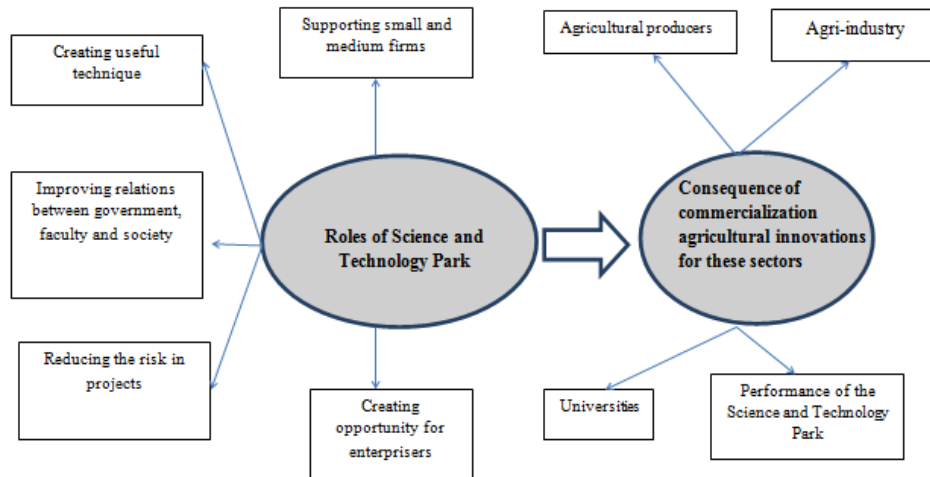 Supporting small and
medium firms
Agricultural producers
Agri-industry
Creating useful
technique
Improving relations
between government,
faculty and society
Roles of Science and
Technology Park
Consequence of
commercialization
agricultural innovations
for these sectors
Reducing the risk in
projects
Creating
opportunity for
enterprisers
Universities
Performance of the
Science and Technology
Park